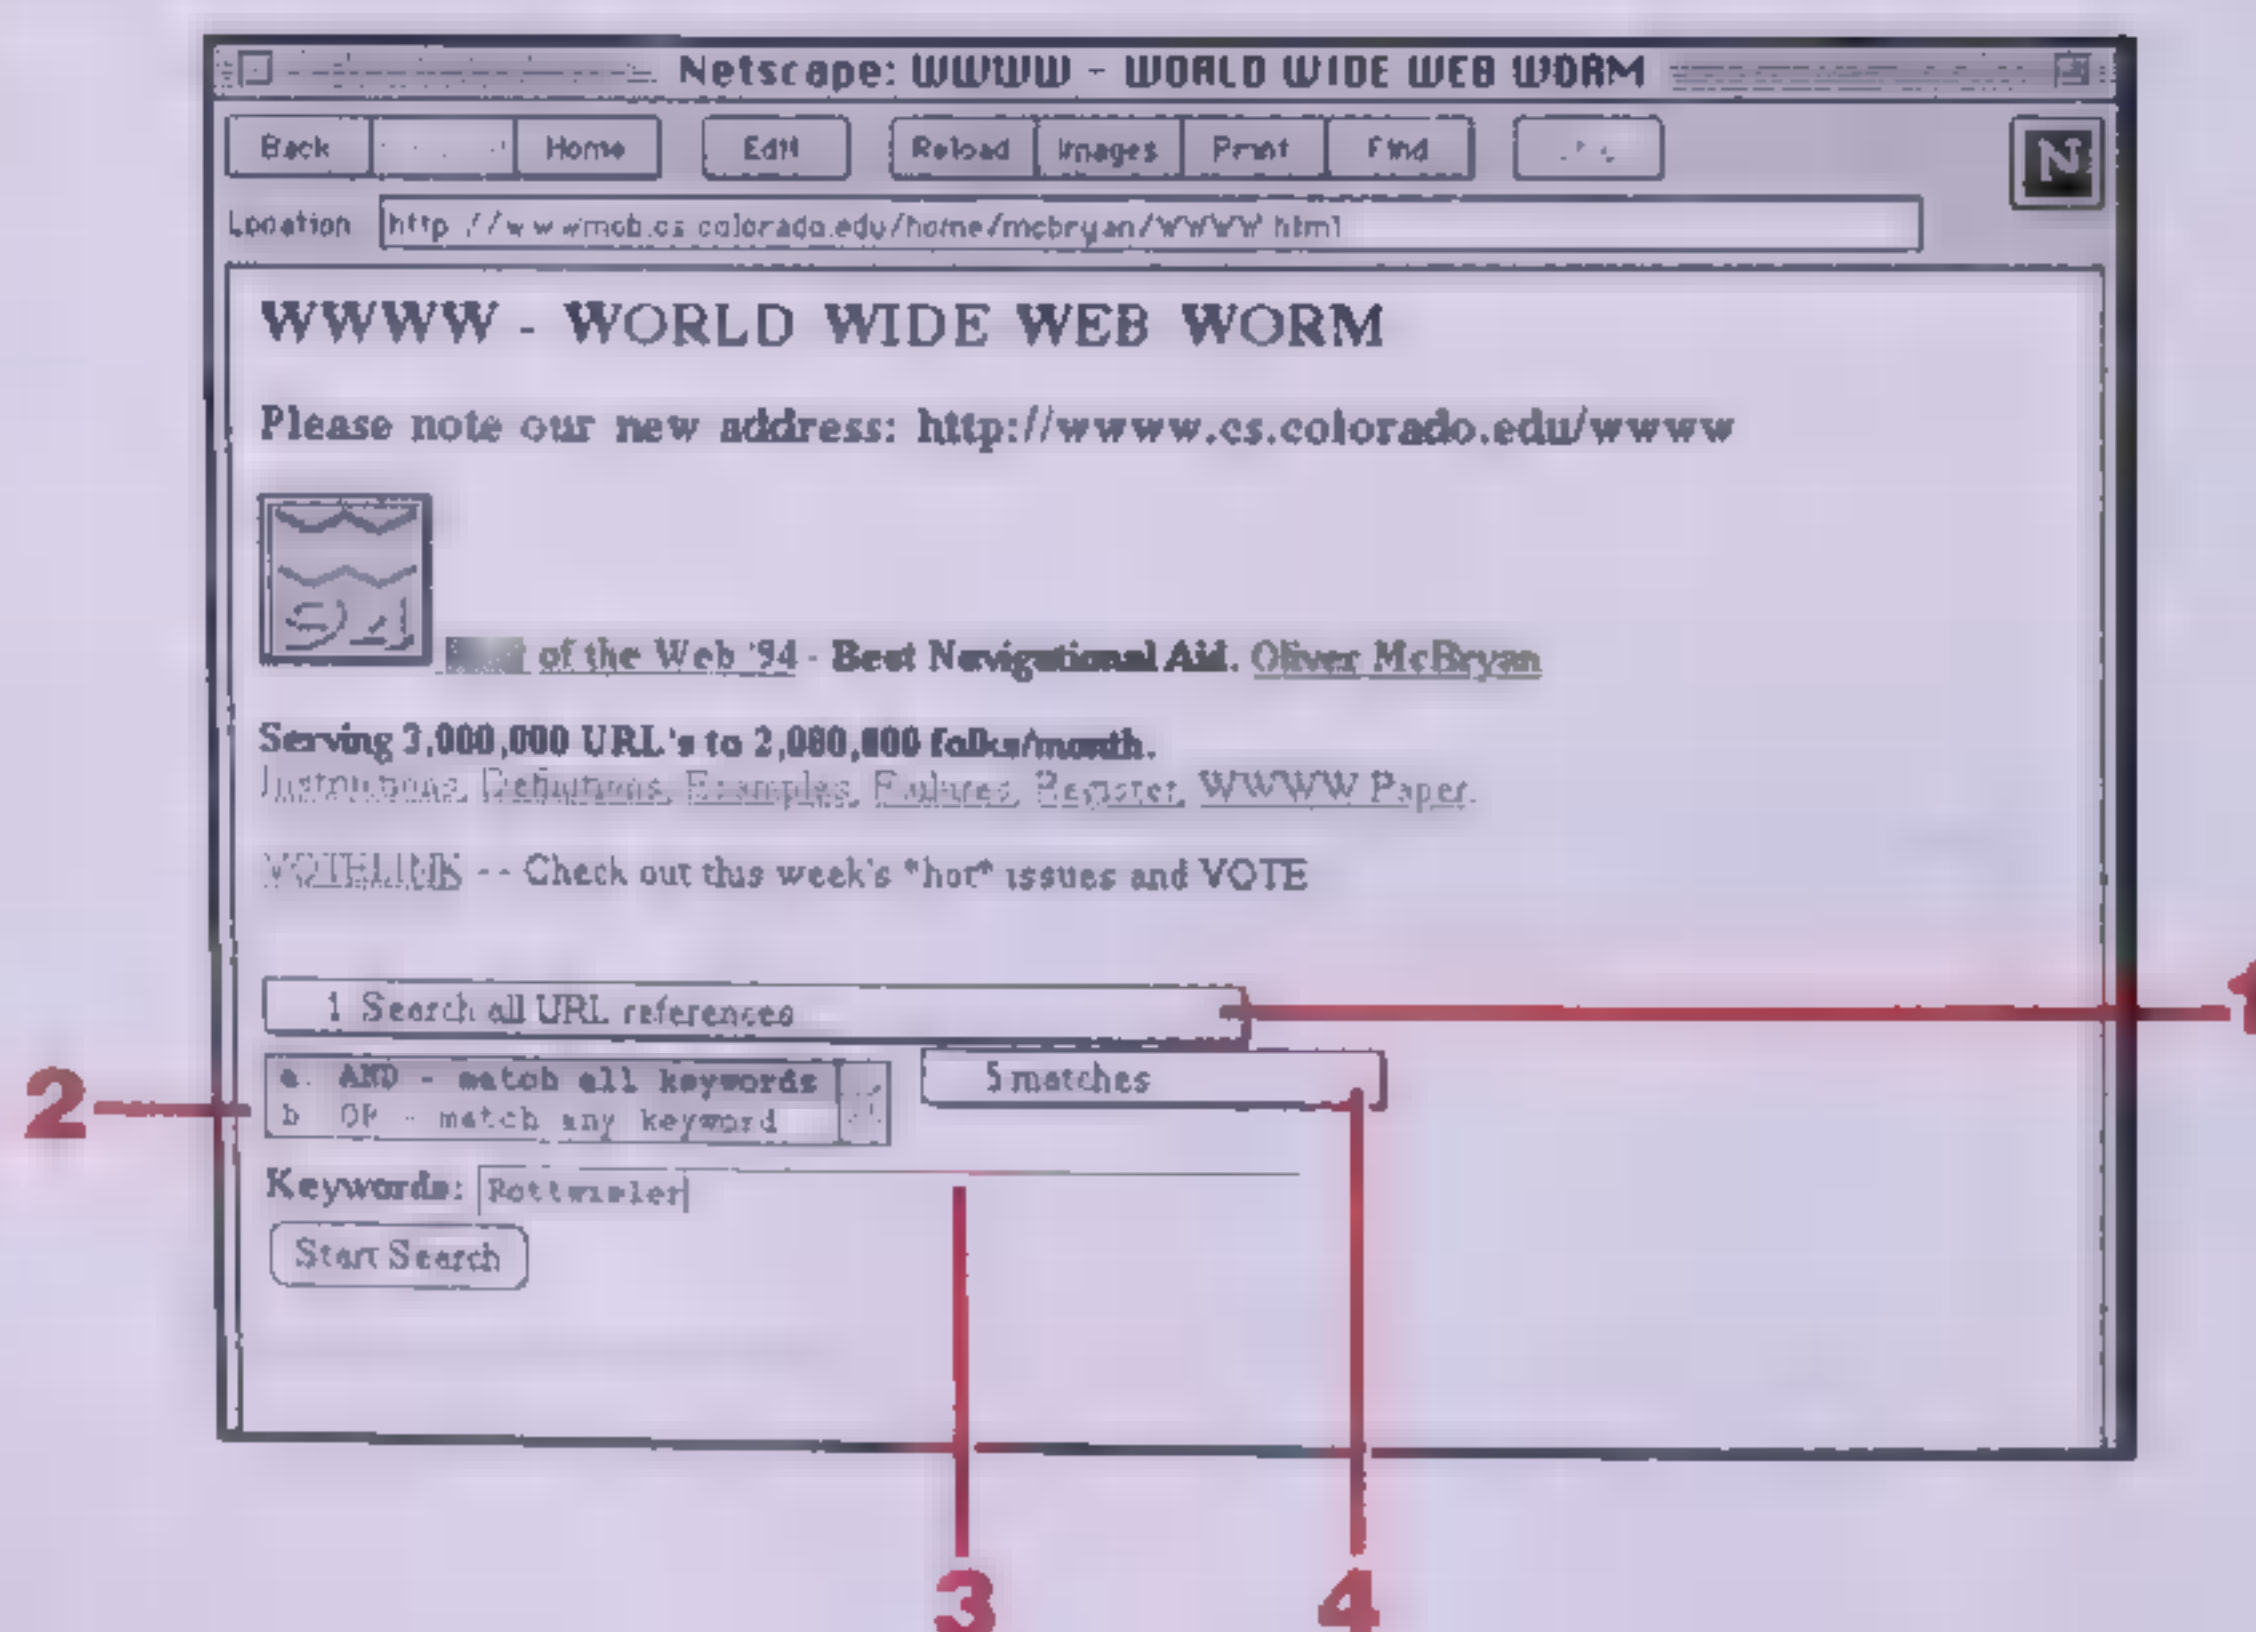 Netscape: WWWW - WORLD WIDE WEB WORM
Back Home Edit Reload Images Print Find
N
Location http://wwwmcb.cs.colorado.edu/home/mcbryan/WWWW.html
WWWW - WORLD WIDE WEB WORM
Please note our new address: http://wwww.cs.colorado.edu/wwww
94
of the Web '94 - Best Navigational Aid. Oliver McBryan
Serving 3,000,000 URL's to 2,000,000 folks/month.
Instructions, Definitions, Examples, Failures, Register, WWWW Paper.
VOTELINK -- Check out this week's *hot* issues and VOTE
1 Search all URL references
1
a. AND - match all keywords
5 matches
b. OR - match any keyword
2
Keywords: Rottwieler
Start Search
3
4